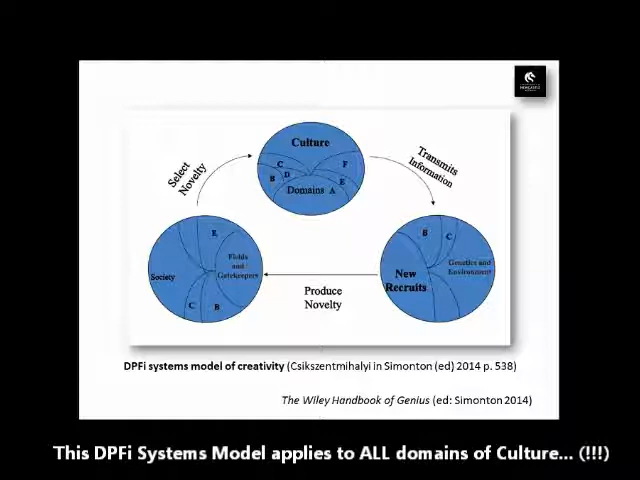 NEWCASTLE
Culture
C
F
B
D
E
Domains A
Select
Novelty
Transmits
Information
E
Fields
and
Gatekeepers
Society
C
B
B
C
Genetics and
Environment
New
Recruits
Produce
Novelty
DPFi systems model of creativity (Csikszentmihalyi in Simonton (ed) 2014 p. 538)
The Wiley Handbook of Genius (ed: Simonton 2014)
This DPFi Systems Model applies to ALL domains of Culture... (!!!)